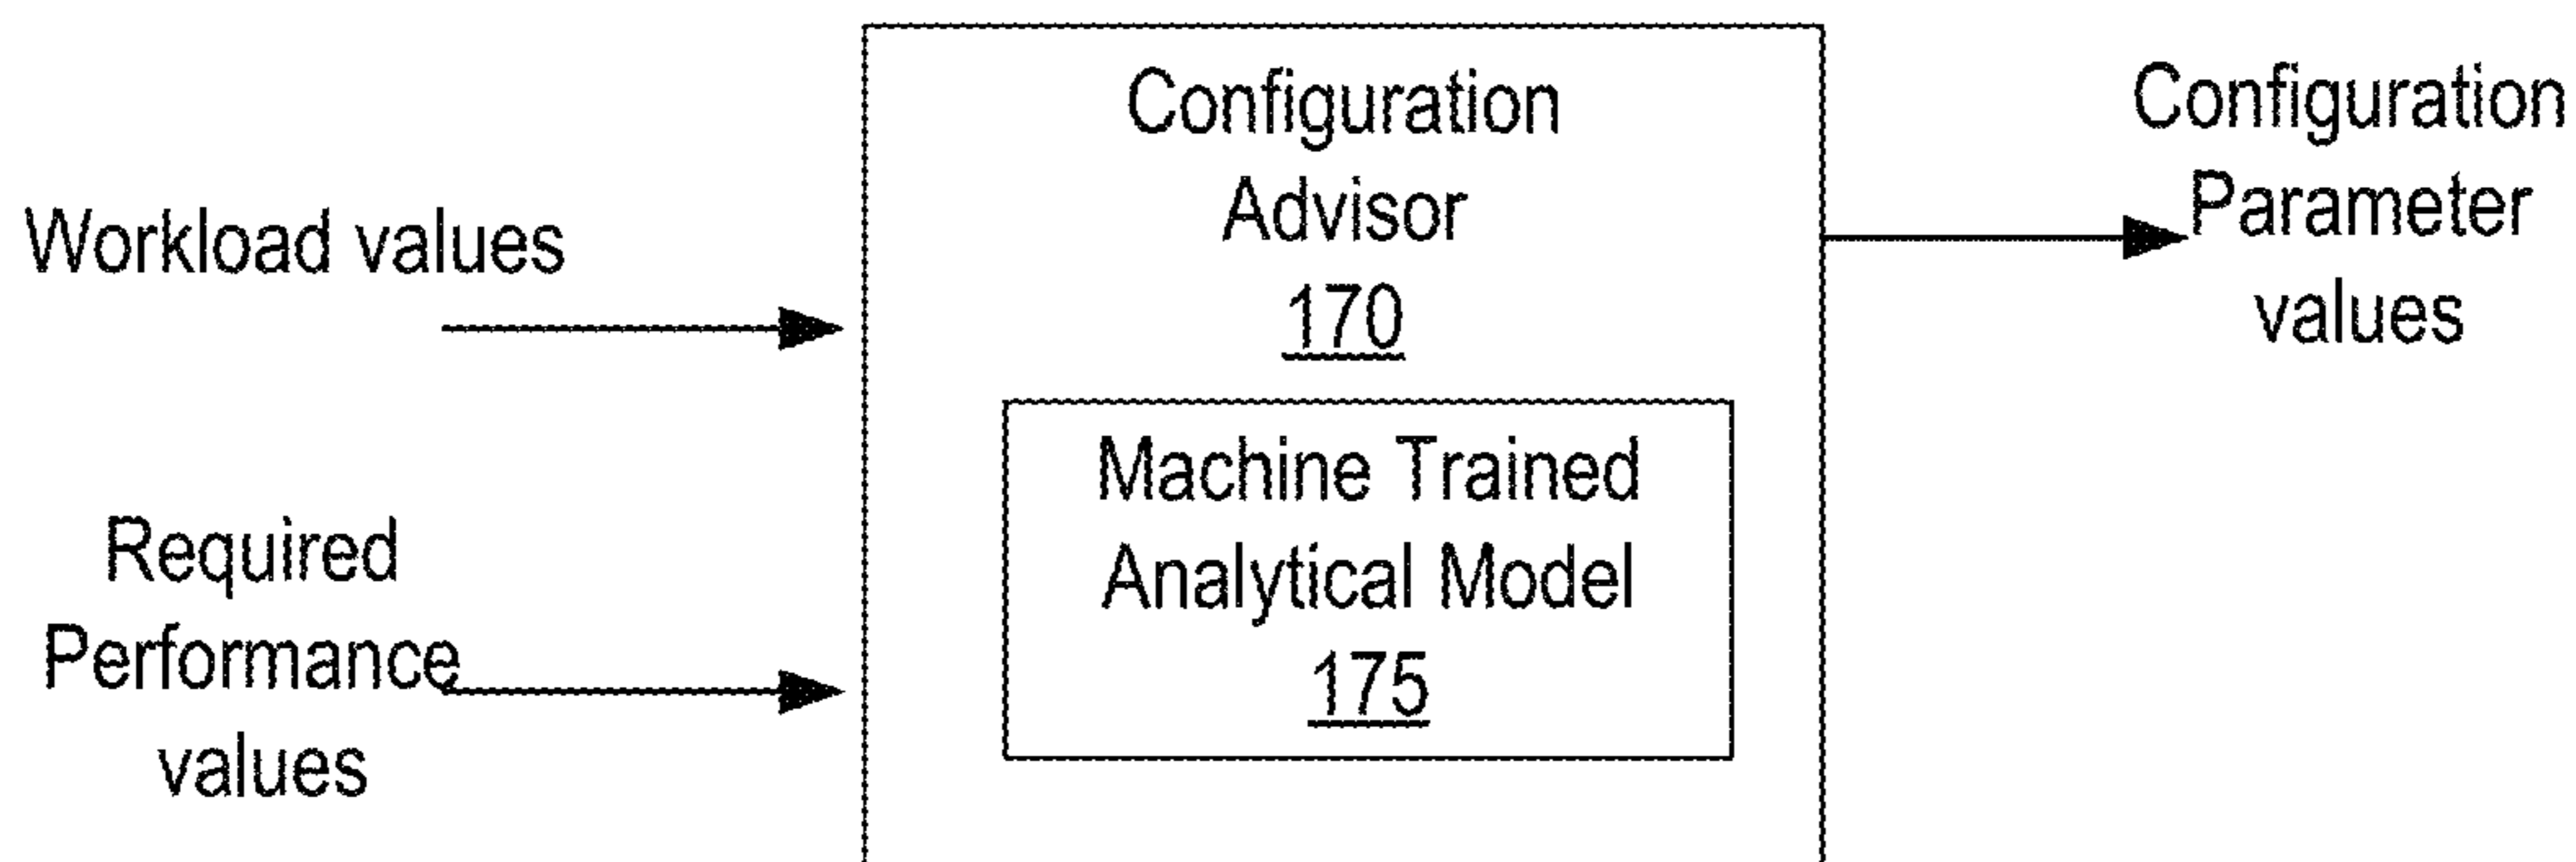 Workload values
Required
Performance
values
Configuration
Advisor
170
Machine Trained
Analytical Model
175
Configuration
Parameter
values